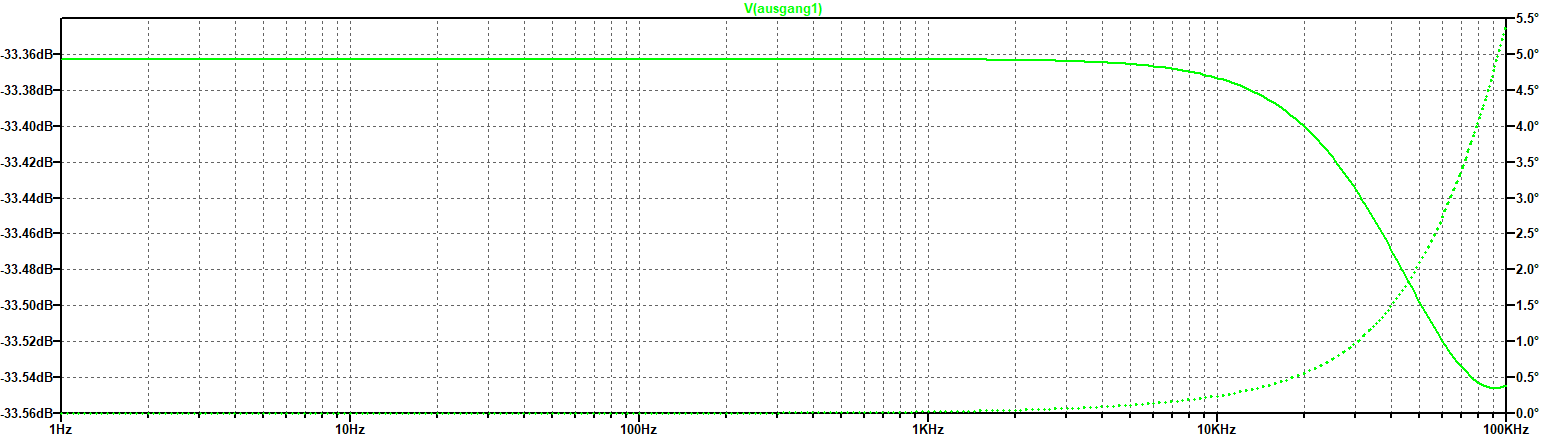 V(ausgang1)
5.5°
-33.36dB
5.0°
-33.38dB
4.5°
-33.40dB
4.0°
-33.42dB
3.5°
-33.44dB
3.0°
-33.46dB
2.5°
-33.48dB
2.0°
-33.50dB
1.5°
-33.52dB
1.0°
-33.54dB
0.5°
-33.56dB
0.0°
1Hz 10Hz 100Hz 1KHz 10KHz 100KHz